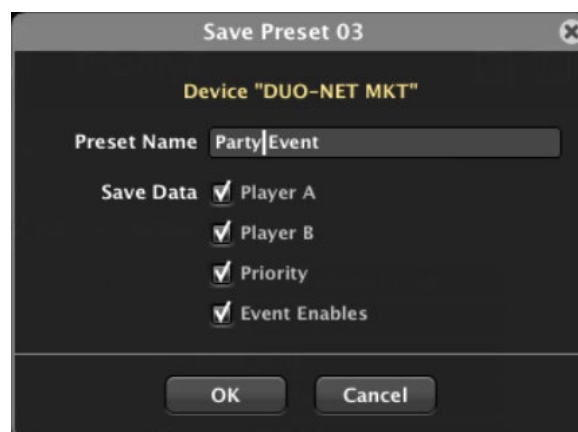 Save Preset 03
Device "DUO-NET MKT"
Preset Name Party Event
Save Data Player A
Player B
Priority
Event Enables
OK Cancel